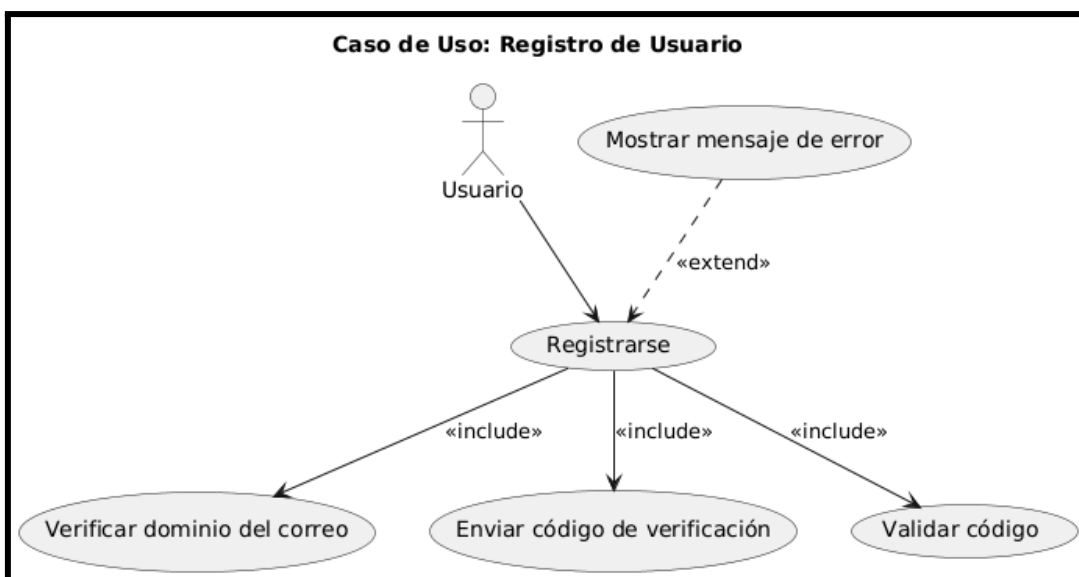 Caso de Uso: Registro de Usuario
Mostrar mensaje de error
Usuario
«extend»
Registrarse
«include»
«include»
«include»
Verificar dominio del correo
Enviar código de verificación
Validar código